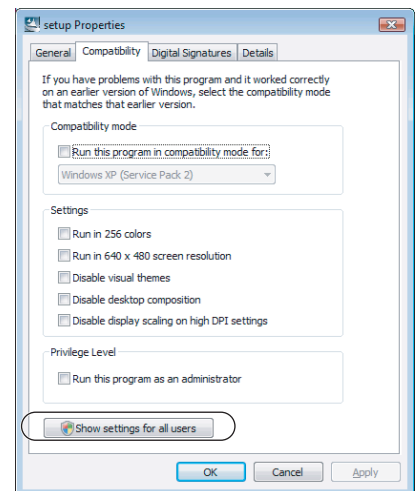 setup Properties
General Compatibility Digital Signatures Details
If you have problems with this program and it worked correctly
on an earlier version of Windows, select the compatibility mode
that matches that earlier version.
Compatibility mode
Run this program in compatibility mode for:
Windows XP (Service Pack 2)
Settings
Run in 256 colors
Run in 640 x 480 screen resolution
Disable visual themes
Disable desktop composition
Disable display scaling on high DPI settings
Privilege Level
Run this program as an administrator
Show settings for all users
OK Cancel Apply